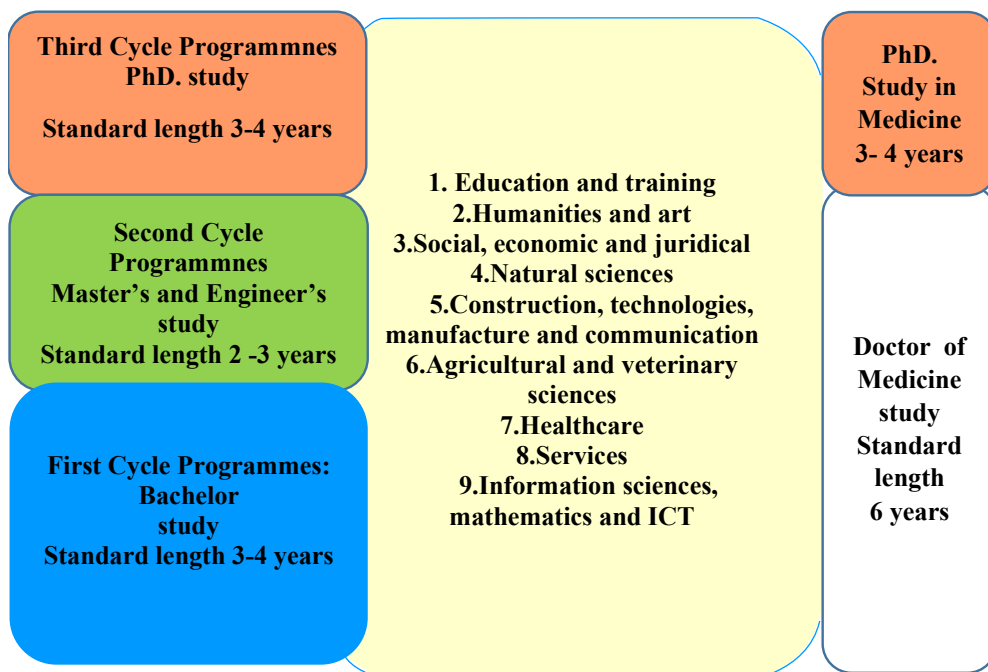 Third Cycle Programmnes
PhD. study
Standard length 3-4 years
Second Cycle
Programmnes
Master's and Engineer's
study
Standard length 2 -3 years
First Cycle Programmes:
Bachelor
study
Standard length 3-4 years
1. Education and training
2.Humanities and art
3.Social, economic and juridical
4.Natural sciences
5.Construction, technologies,
manufacture and communication
6.Agricultural and veterinary
sciences
7.Healthcare
8.Services
9.Information sciences,
mathematics and ICT
PhD.
Study in
Medicine
3- 4 years
Doctor of
Medicine
study
Standard
length
6 years